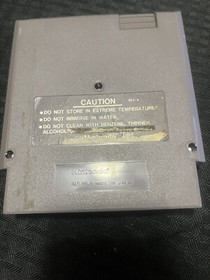 CAUTION
•DO NOT STORE IN EXTREME TEMPERATURE
•DO NOT IMMERSE IN WATER
•DO NOT CLEAN WITH BENZENE, THINNER,
ALCOHOL
Nintendo